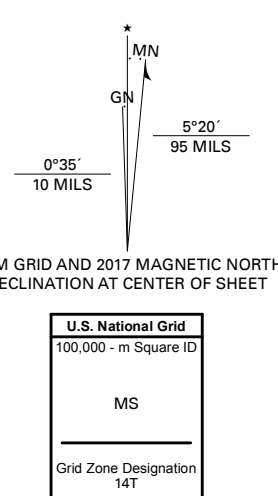 ★
MN
GN
5°20´
95 MILS
0°35´
10 MILS
M GRID AND 2017 MAGNETIC NORTH
ECLINATION AT CENTER OF SHEET
U.S. National Grid
100,000 - m Square ID
MS
Grid Zone Designation
14T